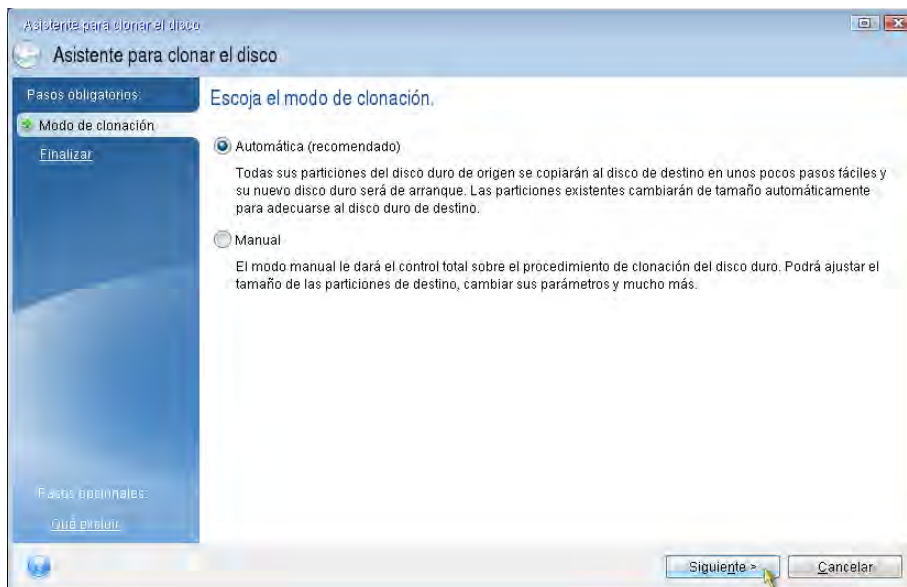 Asistente para clonar el disco
Asistente para clonar el disco
Pasos obligatorios:
Modo de clonación
Finalizar
Escoja el modo de clonación.
Automática (recomendado)
Todas sus particiones del disco duro de origen se copiarán al disco de destino en unos pocos pasos fáciles y
su nuevo disco duro será de arranque. Las particiones existentes cambiarán de tamaño automáticamente
para adecuarse al disco duro de destino.
Manual
El modo manual le dará el control total sobre el procedimiento de clonación del disco duro. Podrá ajustar el
tamaño de las particiones de destino, cambiar sus parámetros y mucho más.
Pasos opcionales:
Qué excluir
Siguiente >
Cancelar